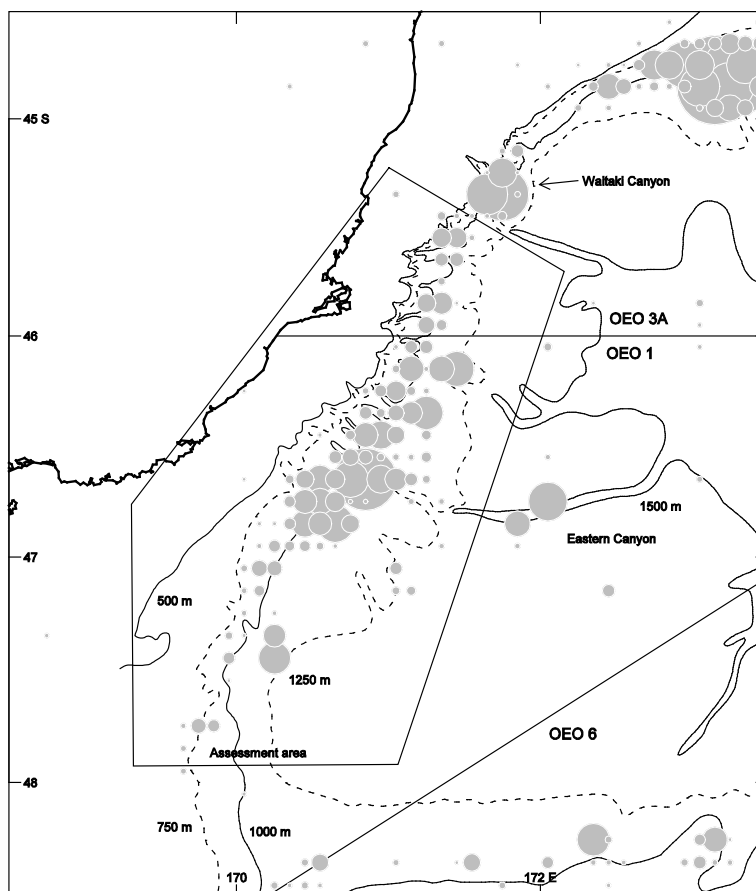 45 S
Waitaki Canyon
OEO 3A
46
OEO 1
1500 m
Eastern Canyon
47
500 m
1250 m
OEO 6
Assessment area
48
750 m
1000 m
170
172 E